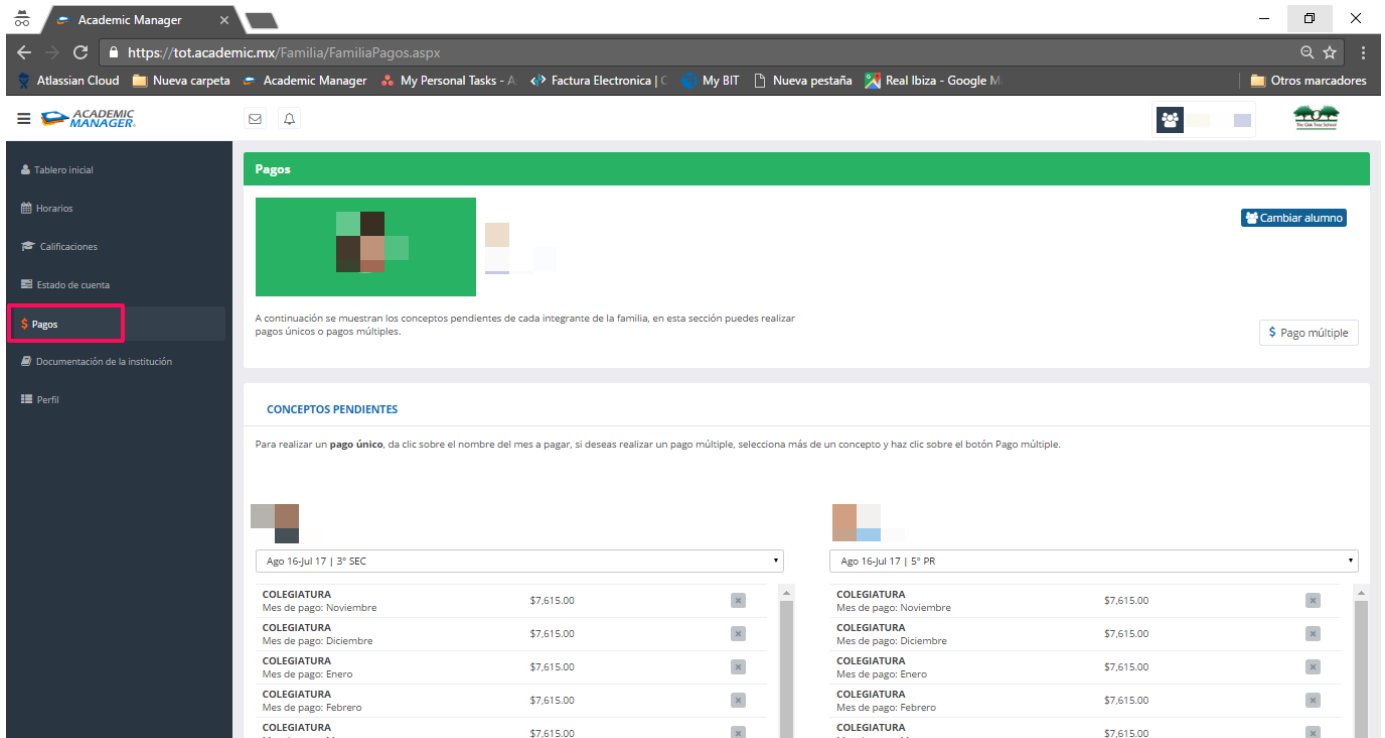 Academic Manager
https://tot.academic.mx/Familia/FamiliaPagos.aspx
Atlassian Cloud Nueva carpeta Academic Manager My Personal Tasks - A Factura Electronica | C My BIT Nueva pestaña Real Ibiza - Google M Otros marcadores
ACADEMIC
MANAGER
Tablero inicial
Horarios
Calificaciones
Estado de cuenta
$ Pagos
Documentación de la institución
Perfil
Pagos
Cambiar alumno
A continuación se muestran los conceptos pendientes de cada integrante de la familia, en esta sección puedes realizar
pagos únicos o pagos múltiples.
$ Pago múltiple
CONCEPTOS PENDIENTES
Para realizar un pago único, da clic sobre el nombre del mes a pagar, si deseas realizar un pago múltiple, selecciona más de un concepto y haz clic sobre el botón Pago múltiple.
Ago 16-Jul 17 | 3° SEC
COLEGIATURA
Mes de pago: Noviembre $7,615.00
COLEGIATURA
Mes de pago: Diciembre $7,615.00
COLEGIATURA
Mes de pago: Enero $7,615.00
COLEGIATURA
Mes de pago: Febrero $7,615.00
COLEGIATURA
$7,615.00
Ago 16-Jul 17 | 5° PR
COLEGIATURA
Mes de pago: Noviembre $7,615.00
COLEGIATURA
Mes de pago: Diciembre $7,615.00
COLEGIATURA
Mes de pago: Enero $7,615.00
COLEGIATURA
Mes de pago: Febrero $7,615.00
COLEGIATURA
$7,615.00